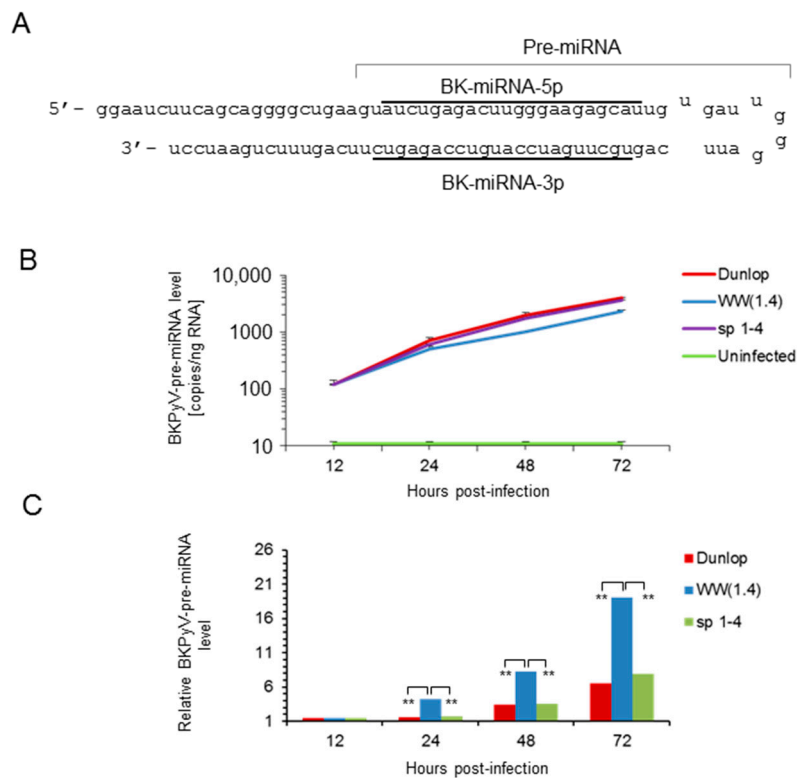 A
Pre-miRNA
BK-miRNA-5p
5’– ggaaucuucagcaggggcugaaguaucugagacuugggaagagcauug u gau u g
3’– uccuaagucuuugacuucugagaccuguaccuaguucgugac uua g g
BK-miRNA-3p
B
BKPyV-pre-miRNA level
[copies/ng RNA]
10,000
1000
100
10
12 24 48 72
Hours post-infection
Dunlop
WW(1.4)
sp 1-4
Uninfected
C
Relative BKPyV-pre-miRNA
level
26
21
16
11
6
1
** **
** **
** **
12 24 48 72
Hours post-infection
Dunlop
WW(1.4)
sp 1-4